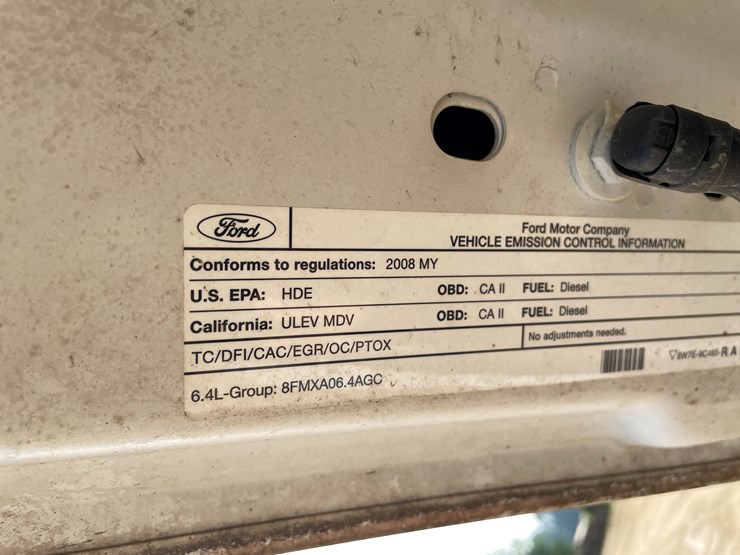 Ford
Ford Motor Company
VEHICLE EMISSION CONTROL INFORMATION
Conforms to regulations: 2008 MY
U.S. EPA: HDE OBD: CA II FUEL: Diesel
California: ULEV MDV OBD: CA II FUEL: Diesel
TC/DFI/CAC/EGR/OC/PTOX
No adjustments needed.
6.4L-Group: 8FMXA06.4AGC